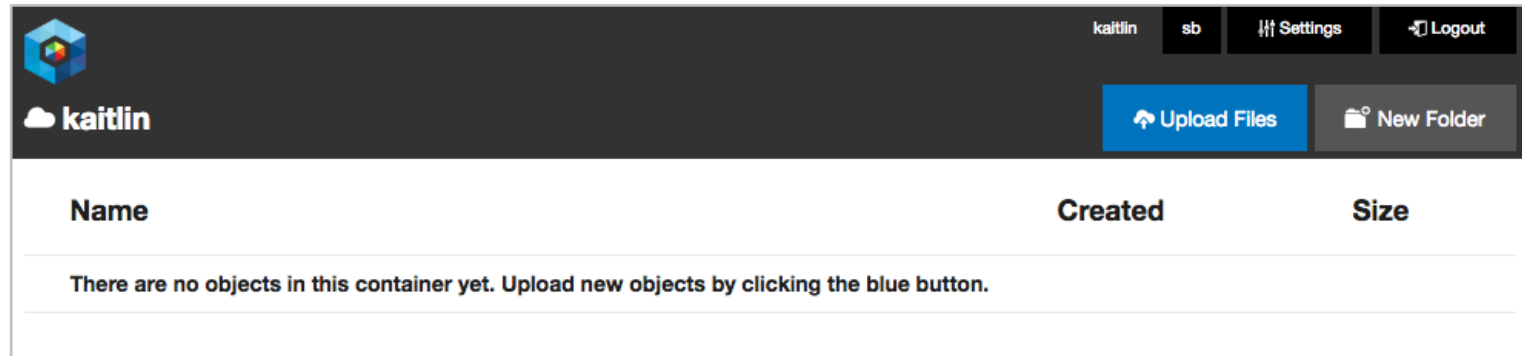 kaitlin sb Settings Logout
kaitlin Upload Files New Folder
Name Created Size
There are no objects in this container yet. Upload new objects by clicking the blue button.